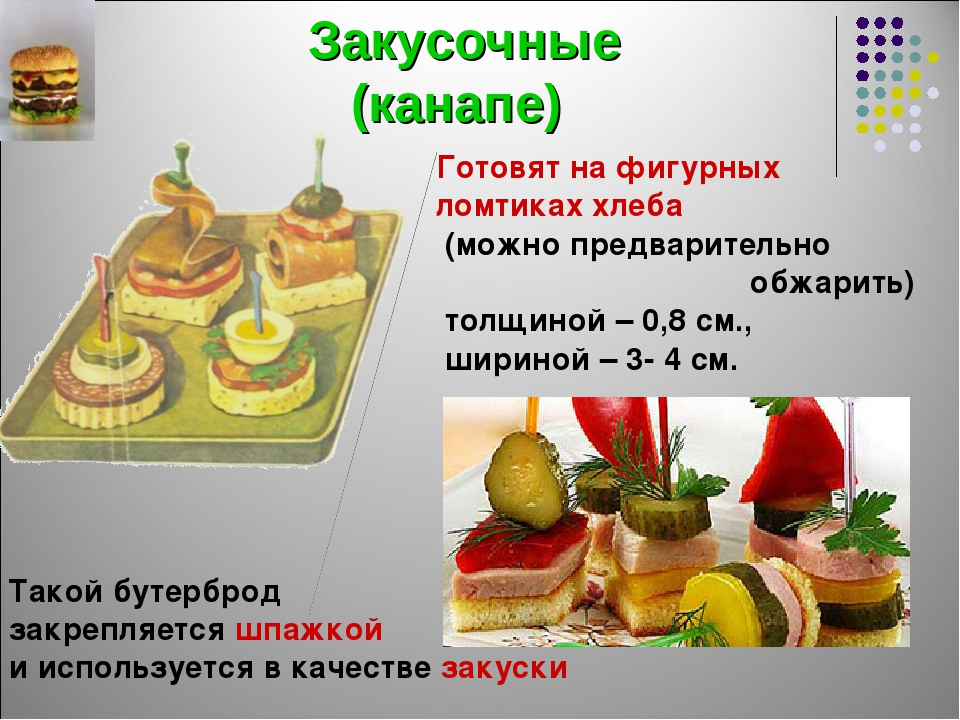 Закусочные
(канапе)
Готовят на фигурных
ломтиках хлеба
(можно предварительно
обжарить)
толщиной – 0,8 см.,
шириной – 3- 4 см.
Такой бутерброд
закрепляется шпажкой
и используется в качестве закуски